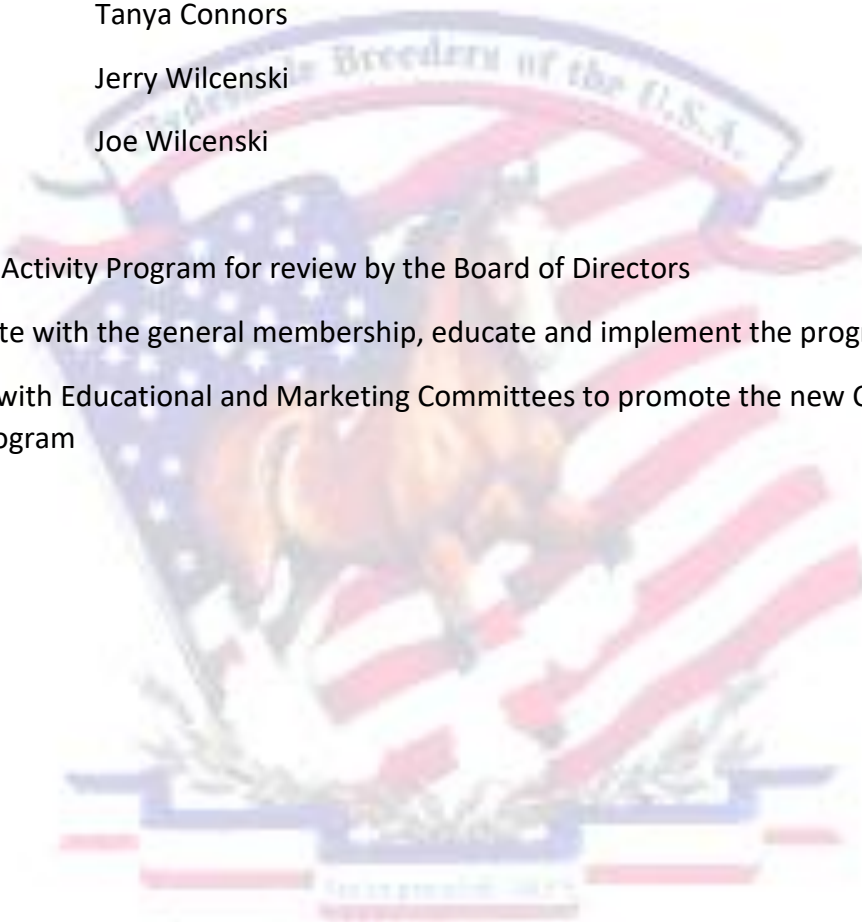 Tanya Connors
Clydesdale Breeders of the U.S.A.
Jerry Wilcenski
Joe Wilcenski
Activity Program for review by the Board of Directors
te with the general membership, educate and implement the progr
with Educational and Marketing Committees to promote the new C
ogram